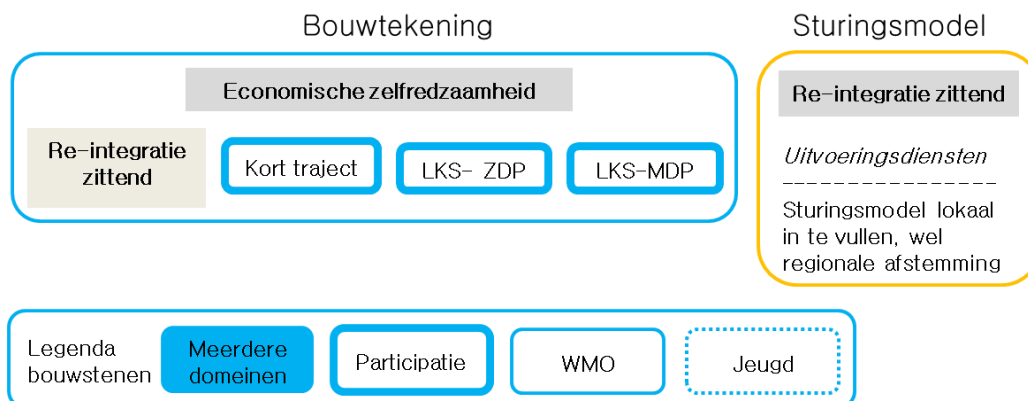 Bouwtekening
Sturingsmodel
Economische zelfredzaamheid
Re-integratie
zittend
Kort traject
LKS- ZDP
LKS-MDP
Re-integratie zittend
Uitvoeringsdiensten
----------------
Sturingsmodel lokaal
in te vullen, wel
regionale afstemming
Legenda
bouwstenen
Meerdere
domeinen
Participatie
WMO
Jeugd